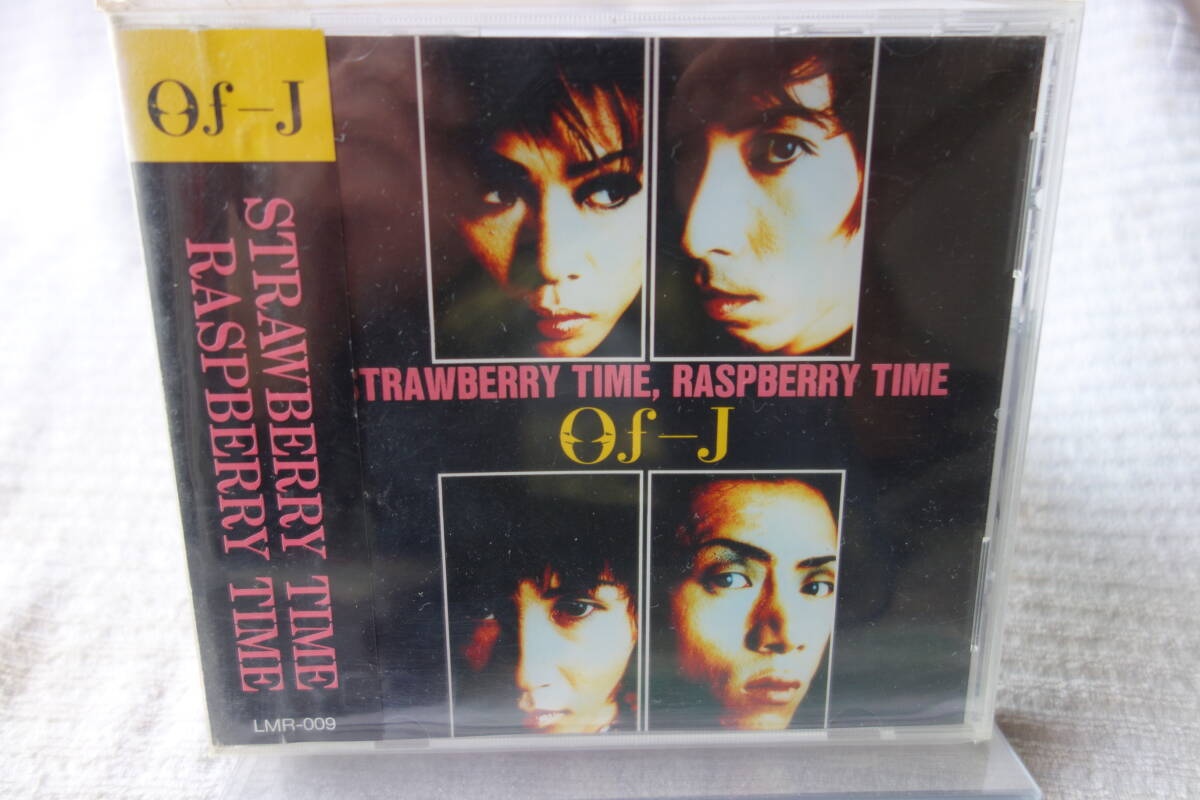 Of-J
STRAWBERRY TIME
RASPBERRY TIME
LMR-009
TRAWBERRY TIME, RASPBERRY TIME
Of-J